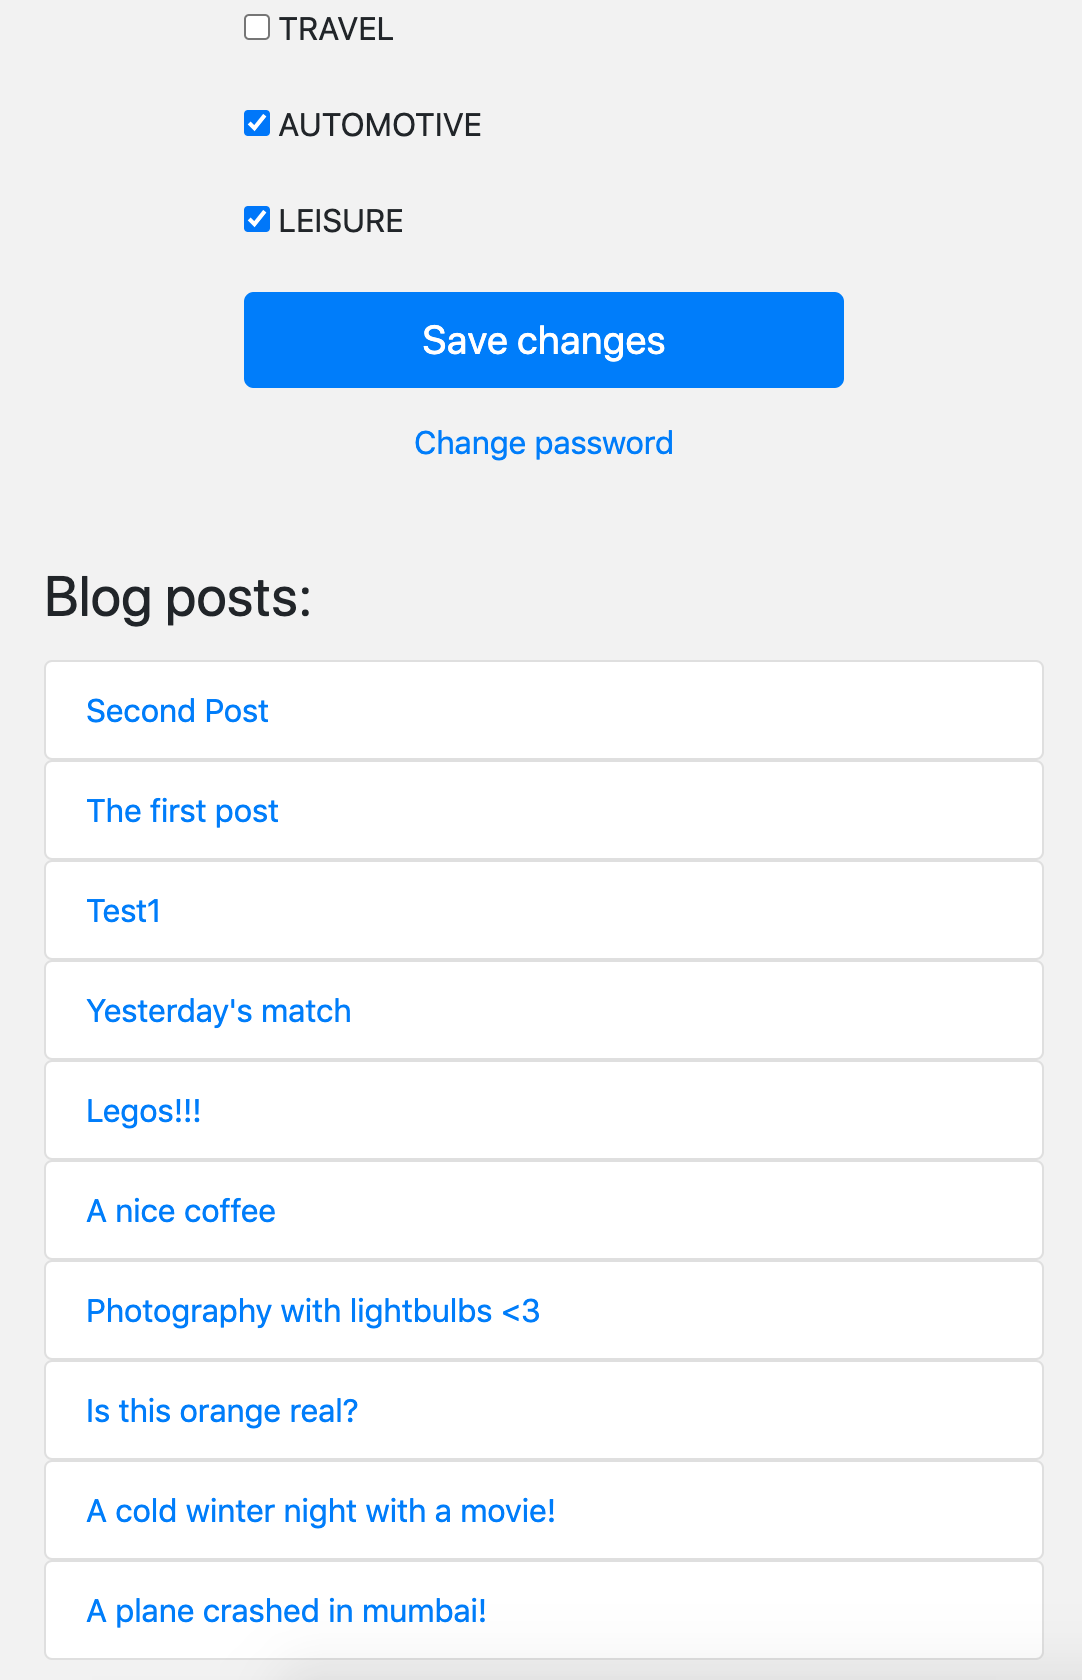 TRAVEL
AUTOMOTIVE
LEISURE
Save changes
Change password
Blog posts:
Second Post
The first post
Test1
Yesterday's match
Legos!!!
A nice coffee
Photography with lightbulbs <3
Is this orange real?
A cold winter night with a movie!
A plane crashed in mumbai!